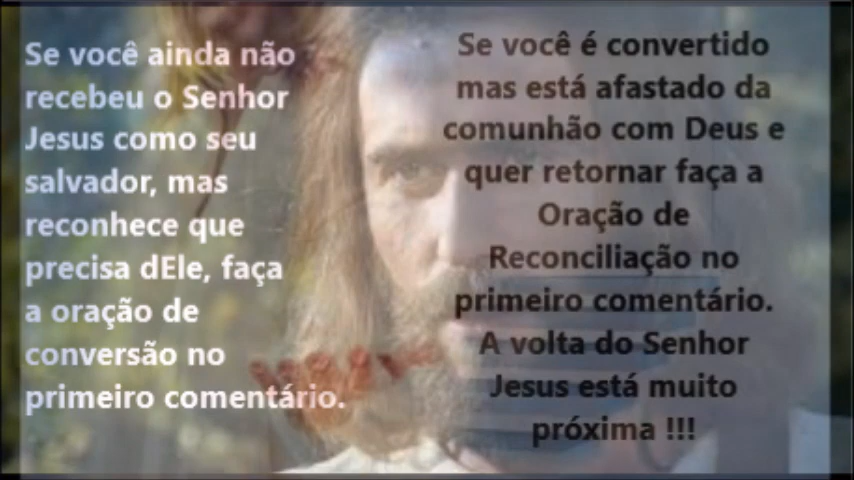 Se você ainda não
recebeu o Senhor
Jesus como seu
salvador, mas
reconhece que
precisa dEle, faça
a oração de
conversão no
primeiro comentário.
Se você é convertido
mas está afastado da
comunhão com Deus e
quer retornar faça a
Oração de
Reconciliação no
primeiro comentário.
A volta do Senhor
Jesus está muito
próxima !!!